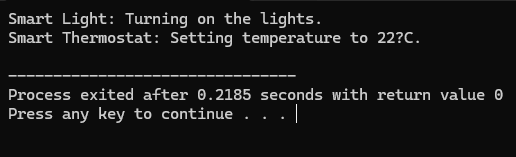 Smart Light: Turning on the lights.
Smart Thermostat: Setting temperature to 22?C.
--------------------------------
Process exited after 0.2185 seconds with return value 0
Press any key to continue . . .